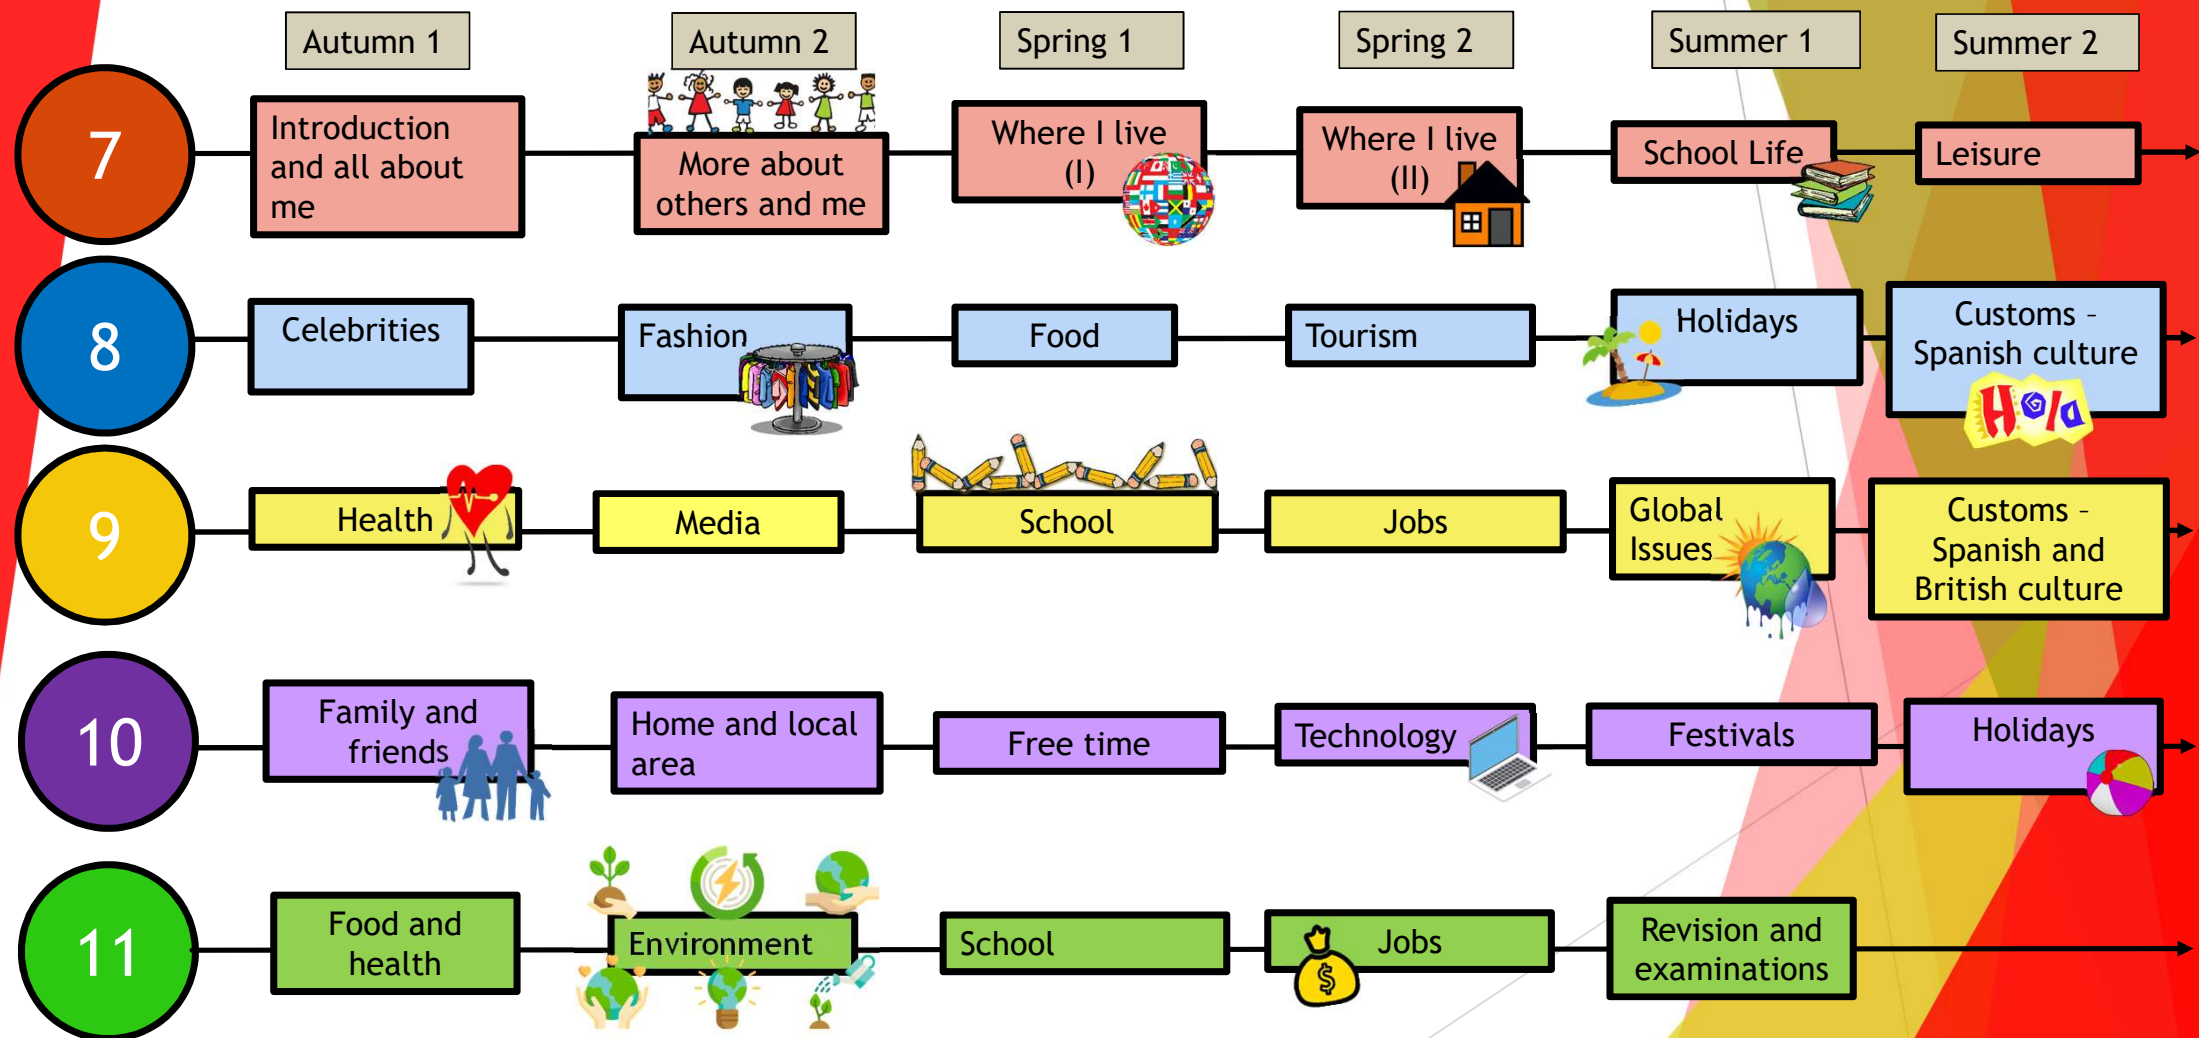 Autumn 1
Autumn 2
Spring 1
Spring 2
Summer 1
Summer 2
7
Introduction
and all about
me
More about
others and me
Where I live
(I)
Where I live
(II)
School Life
Leisure
8
Celebrities
Fashion
Food
Tourism
Holidays
Customs –
Spanish culture
Hola
9
Health
Media
School
Jobs
Global
Issues
Customs –
Spanish and
British culture
10
Family and
friends
Home and local
area
Free time
Technology
Festivals
Holidays
11
Food and
health
Environment
School
$
Jobs
Revision and
examinations